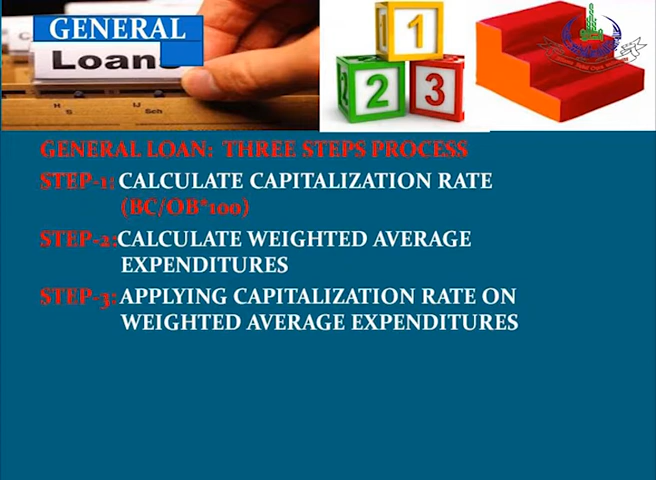 GENERAL
Loans
1
2
3
GENERAL LOAN: THREE STEPS PROCESS
STEP-1: CALCULATE CAPITALIZATION RATE
(BC/OB*100)
STEP-2:CALCULATE WEIGHTED AVERAGE
EXPENDITURES
STEP-3: APPLYING CAPITALIZATION RATE ON
WEIGHTED AVERAGE EXPENDITURES